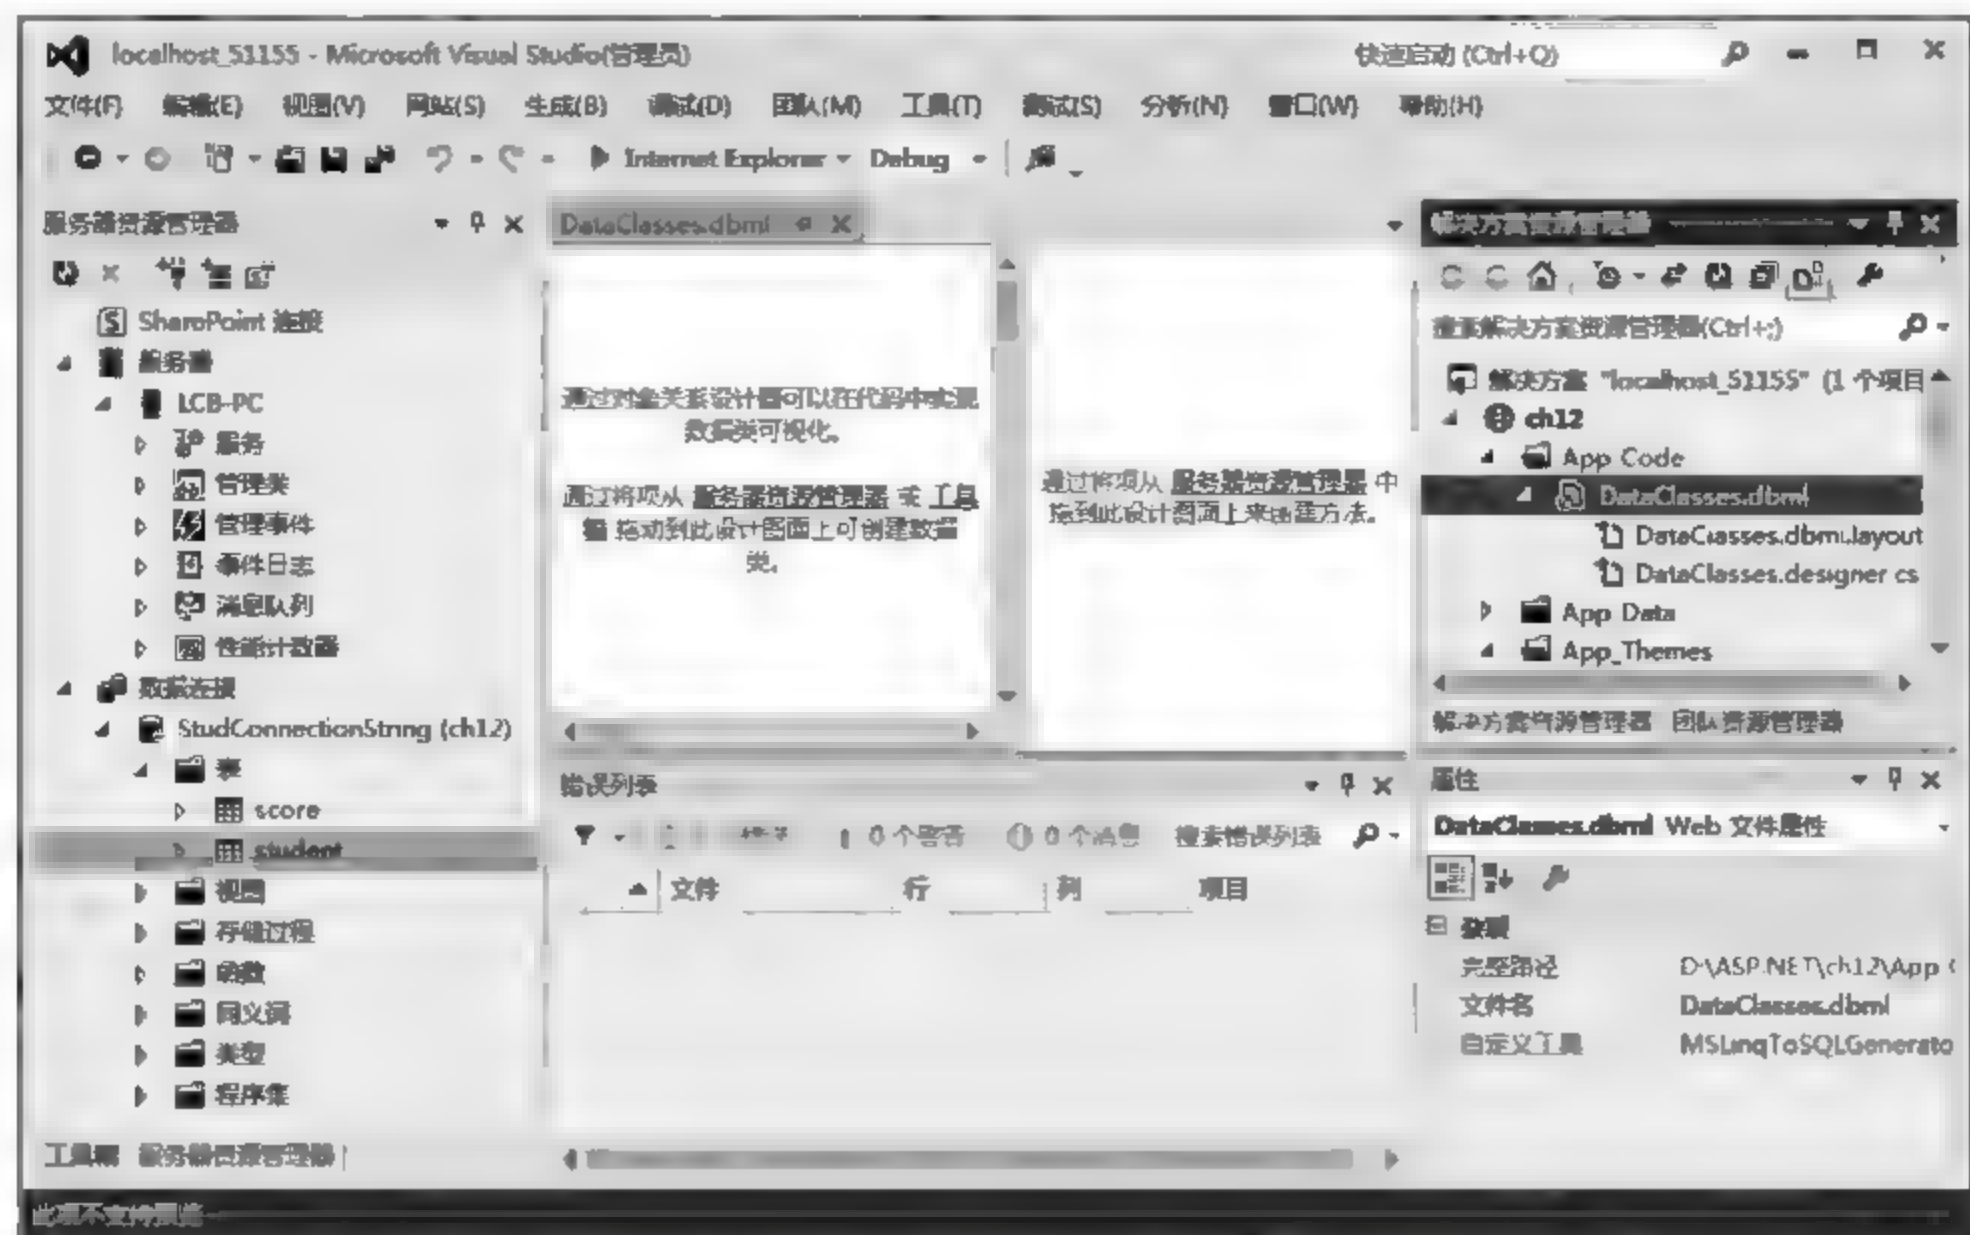 localhost_51155 - Microsoft Visual Studio(管理员)
快速启动 (Ctrl+Q)
文件(F) 编辑(E) 视图(V) 网站(S) 生成(B) 调试(D) 团队(M) 工具(T) 测试(S) 分析(N) 窗口(W) 帮助(H)
Internet Explorer Debug
服务器资源管理器
SharePoint 连接
服务器
LCB-PC
服务
管理类
管理事件
事件日志
消息队列
性能计数器
数据连接
StudConnectionString (ch12)
表
score
student
视图
存储过程
函数
同义词
类型
程序集
工具箱 服务器资源管理器
DataClasses.dbml
通过对象关系设计器可以在代码中实现
数据类可视化。
通过将项从 服务器资源管理器 或 工具
箱 拖动到此设计图面上可创建数据
类。
通过将项从 服务器资源管理器 中
拖到此设计图面上来创建方法。
错误列表
0 个警告 0 个消息 搜索错误列表
文件 行 列 项目
解决方案资源管理器
搜索解决方案资源管理器(Ctrl+;)
解决方案 "localhost_51155" (1 个项目
ch12
App Code
DataClasses.dbml
DataClasses.dbml.layout
DataClasses.designer cs
App Data
App_Themes
解决方案资源管理器 团队资源管理器
属性
DataClasses.dbml Web 文件属性
杂项
完整路径 D:\ASP.NET\ch12\App
文件名 DataClasses.dbml
自定义工具 MSLinqToSQLGenerato
此项不支持预览